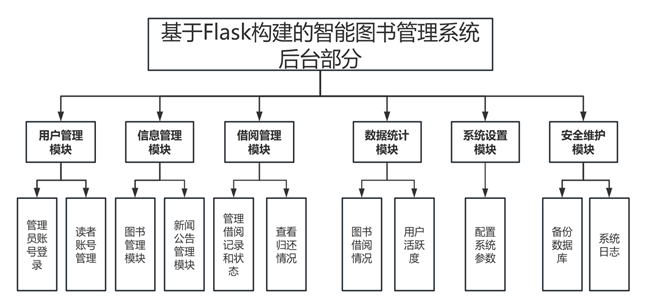 基于Flask构建的智能图书管理系统
后台部分
用户管理
模块
信息管理
模块
借阅管理
模块
数据统计
模块
系统设置
模块
安全维护
模块
管理
员账
号登
录
读者
账号
管理
图书
管理
模块
新闻
公告
管理
模块
管理
借阅
记录
和状
态
查看
归还
情况
图书
借阅
情况
用户
活跃
度
配置
系统
参数
备份
数据
库
系统
日志